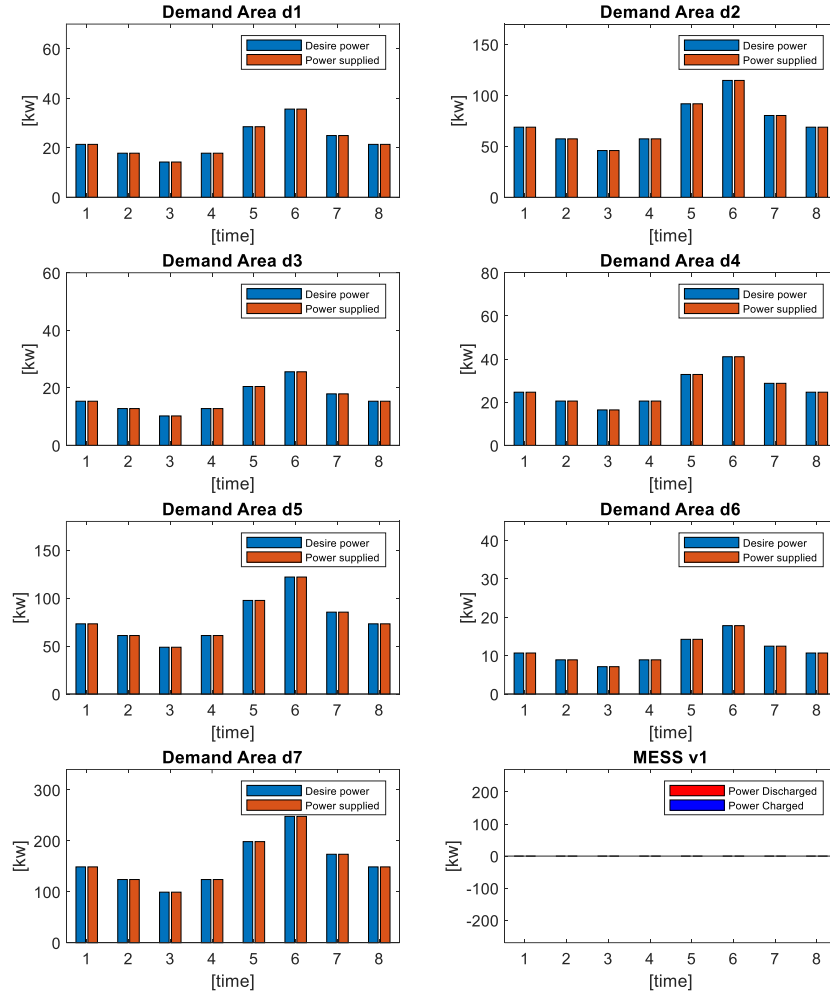 Demand Area d1
60
40
20
0
[kw]
Desire power
Power supplied
1 2 3 4 5 6 7 8
[time]
Demand Area d2
150
100
50
0
[kw]
Desire power
Power supplied
1 2 3 4 5 6 7 8
[time]
Demand Area d3
60
40
20
0
[kw]
Desire power
Power supplied
1 2 3 4 5 6 7 8
[time]
Demand Area d4
80
60
40
20
0
[kw]
Desire power
Power supplied
1 2 3 4 5 6 7 8
[time]
Demand Area d5
150
100
50
0
[kw]
Desire power
Power supplied
1 2 3 4 5 6 7 8
[time]
Demand Area d6
40
30
20
10
0
[kw]
Desire power
Power supplied
1 2 3 4 5 6 7 8
[time]
Demand Area d7
300
200
100
0
[kw]
Desire power
Power supplied
1 2 3 4 5 6 7 8
[time]
MESS v1
200
100
0
-100
-200
[kw]
Power Discharged
Power Charged
1 2 3 4 5 6 7 8
[time]